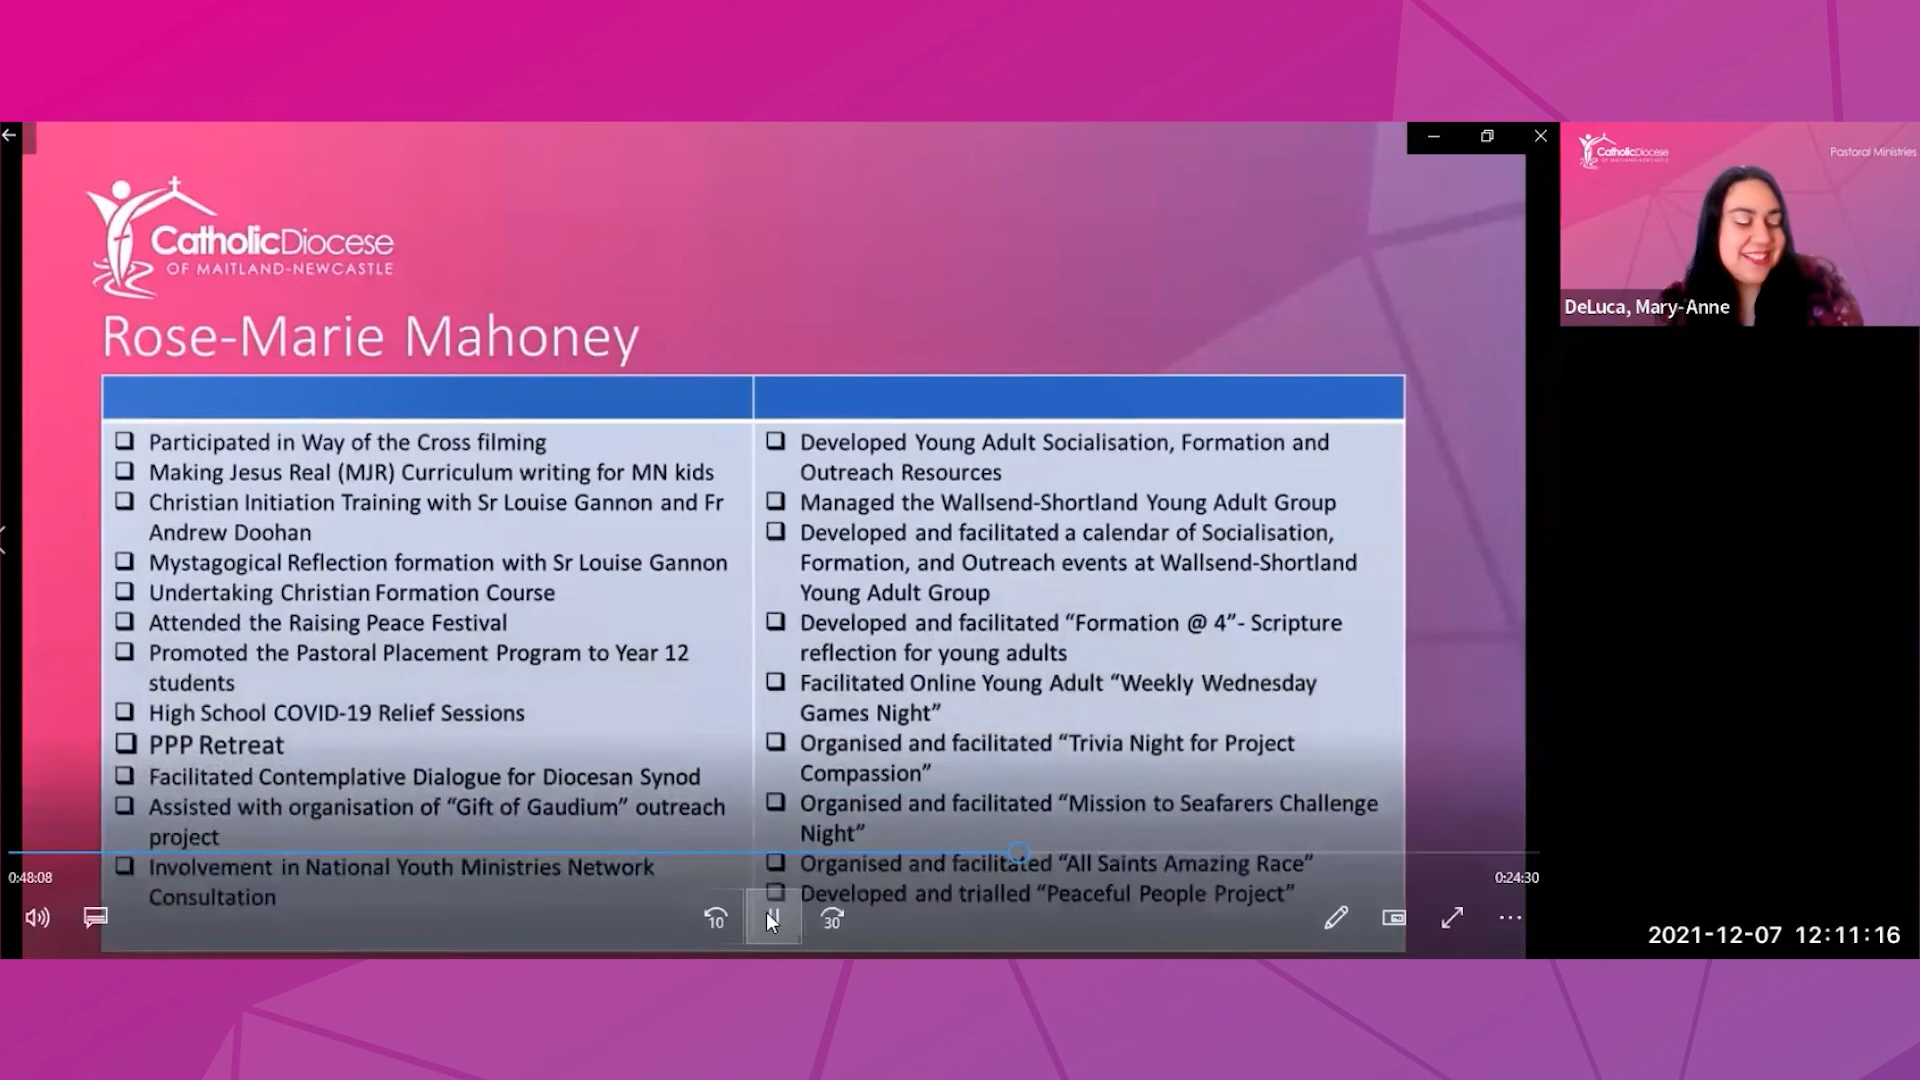 CatholicDiocese
OF MAITLAND-NEWCASTLE
Rose-Marie Mahoney
Participated in Way of the Cross filming
Making Jesus Real (MJR) Curriculum writing for MN kids
Christian Initiation Training with Sr Louise Gannon and Fr
Andrew Doohan
Mystagogical Reflection formation with Sr Louise Gannon
Undertaking Christian Formation Course
Attended the Raising Peace Festival
Promoted the Pastoral Placement Program to Year 12
students
High School COVID-19 Relief Sessions
PPP Retreat
Facilitated Contemplative Dialogue for Diocesan Synod
Assisted with organisation of “Gift of Gaudium” outreach
project
Involvement in National Youth Ministries Network
Consultation
Developed Young Adult Socialisation, Formation and
Outreach Resources
Managed the Wallsend-Shortland Young Adult Group
Developed and facilitated a calendar of Socialisation,
Formation, and Outreach events at Wallsend-Shortland
Young Adult Group
Developed and facilitated “Formation @ 4”- Scripture
reflection for young adults
Facilitated Online Young Adult “Weekly Wednesday
Games Night”
Organised and facilitated “Trivia Night for Project
Compassion”
Organised and facilitated “Mission to Seafarers Challenge
Night”
Organised and facilitated “All Saints Amazing Race”
Developed and trialled “Peaceful People Project”
0:48:08
0:24:30
10
30
CatholicDiocese
OF MAITLAND-NEWCASTLE
Pastoral Ministries
DeLuca, Mary-Anne
2021-12-07 12:11:16